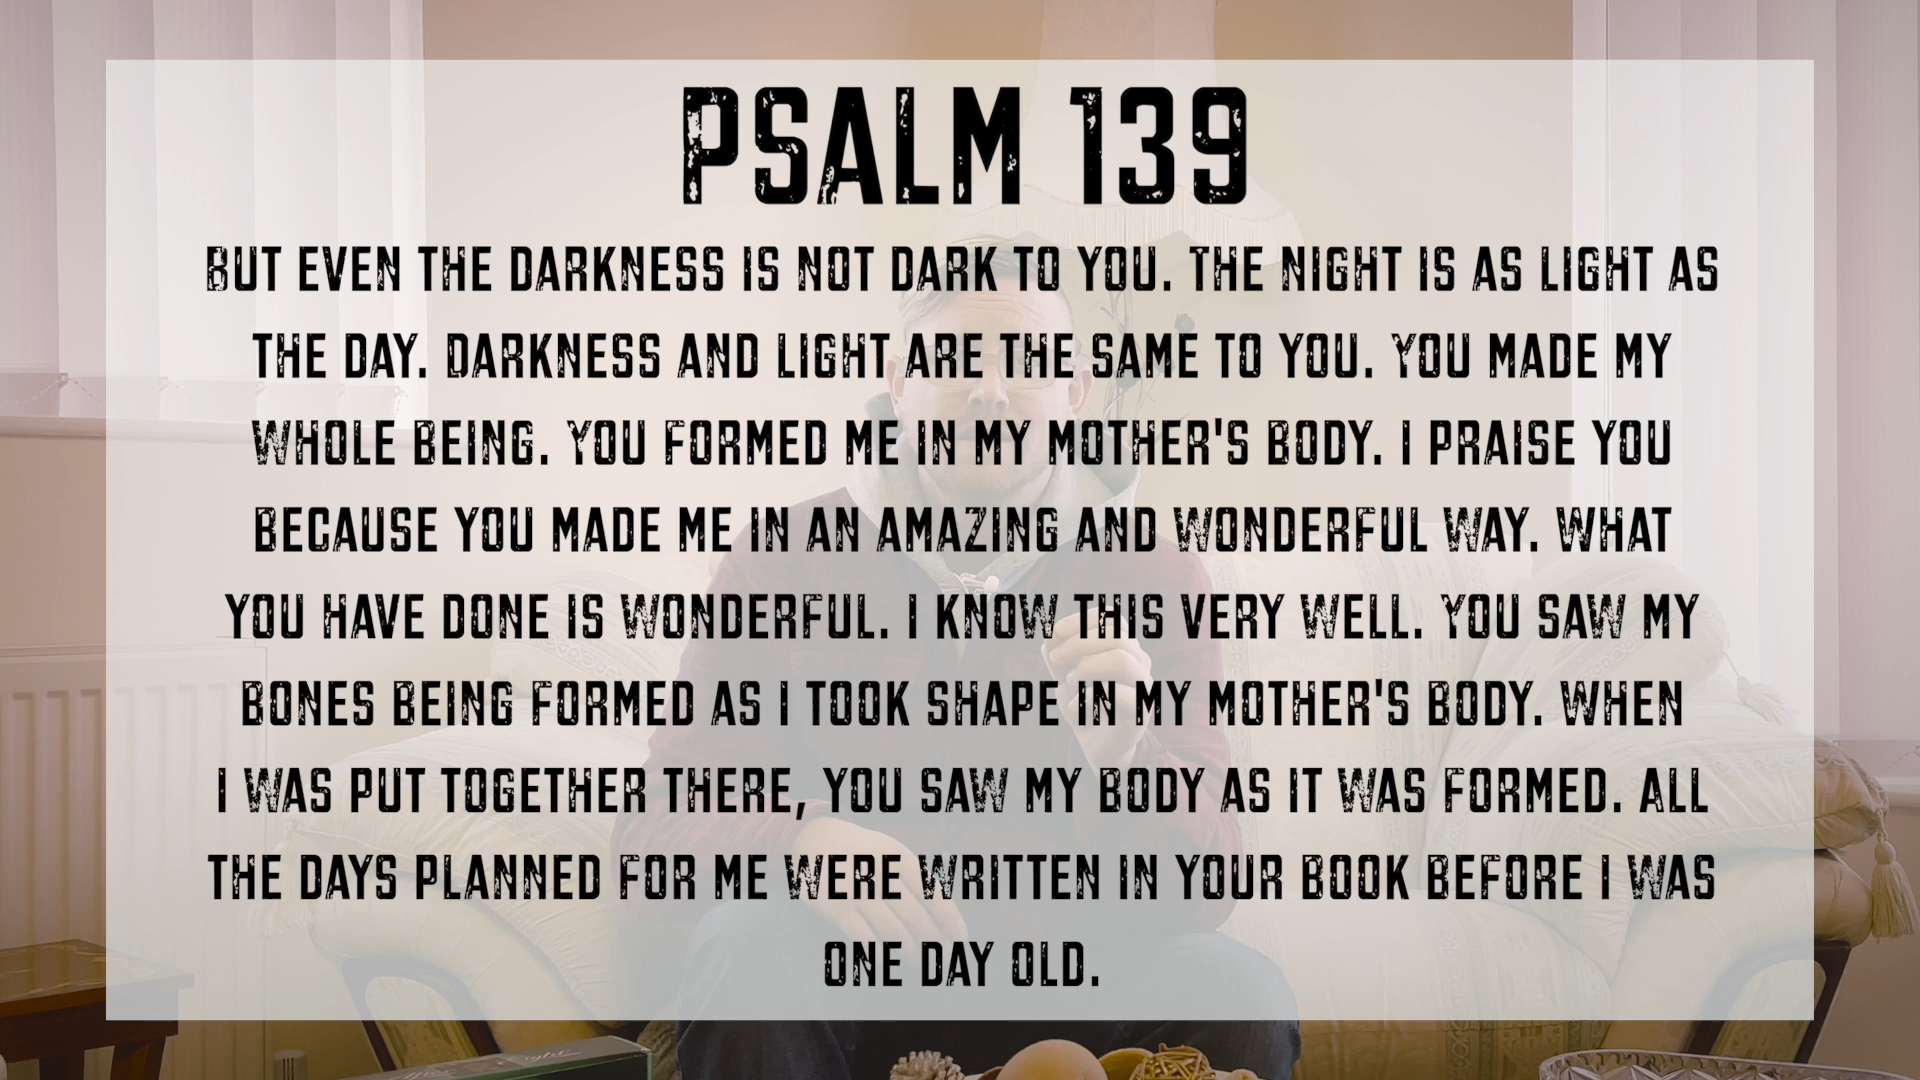 PSALM 139
BUT EVEN THE DARKNESS IS NOT DARK TO YOU. THE NIGHT IS AS LIGHT AS
THE DAY. DARKNESS AND LIGHT ARE THE SAME TO YOU. YOU MADE MY
WHOLE BEING. YOU FORMED ME IN MY MOTHER'S BODY. I PRAISE YOU
BECAUSE YOU MADE ME IN AN AMAZING AND WONDERFUL WAY. WHAT
YOU HAVE DONE IS WONDERFUL. I KNOW THIS VERY WELL. YOU SAW MY
BONES BEING FORMED AS I TOOK SHAPE IN MY MOTHER'S BODY. WHEN
I WAS PUT TOGETHER THERE, YOU SAW MY BODY AS IT WAS FORMED. ALL
THE DAYS PLANNED FOR ME WERE WRITTEN IN YOUR BOOK BEFORE I WAS
ONE DAY OLD.